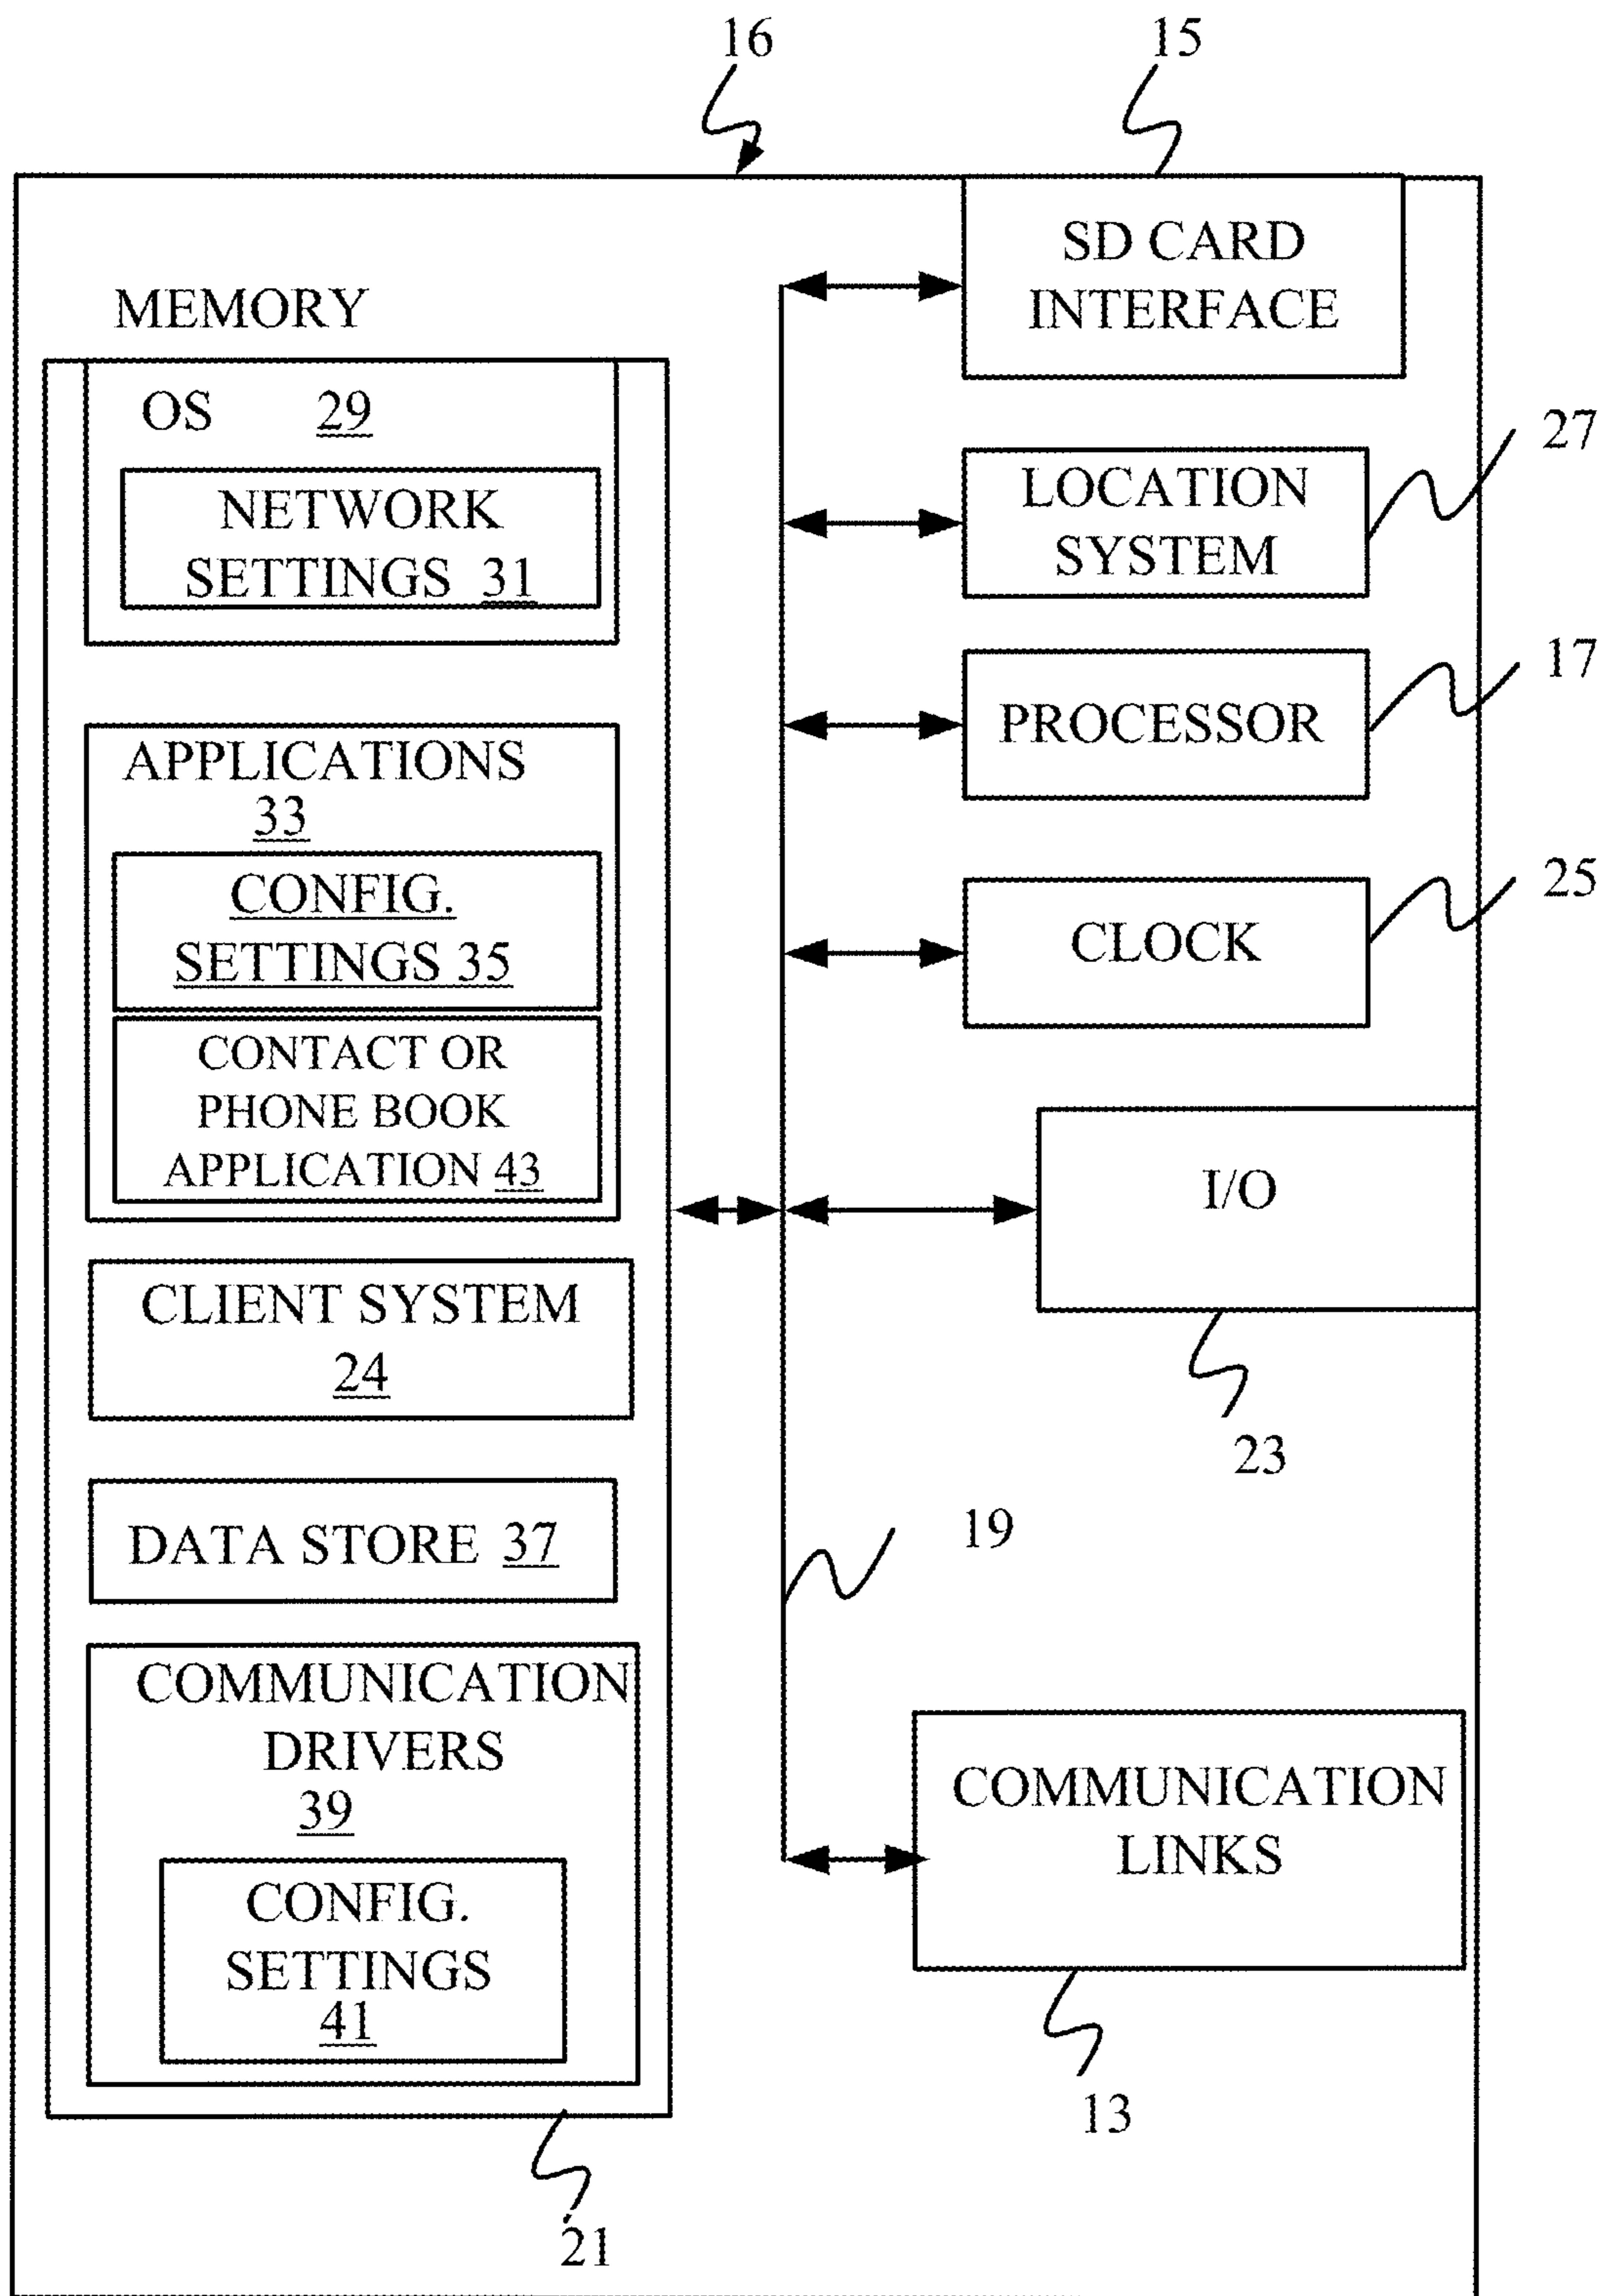 16
15
SD CARD
INTERFACE
MEMORY
OS 29
NETWORK
SETTINGS 31
27
LOCATION
SYSTEM
17
PROCESSOR
APPLICATIONS
33
CONFIG.
SETTINGS 35
25
CLOCK
CONTACT OR
PHONE BOOK
APPLICATION 43
I/O
CLIENT SYSTEM
24
23
DATA STORE 37
19
COMMUNICATION
DRIVERS
39
CONFIG.
SETTINGS
41
COMMUNICATION
LINKS
13
21